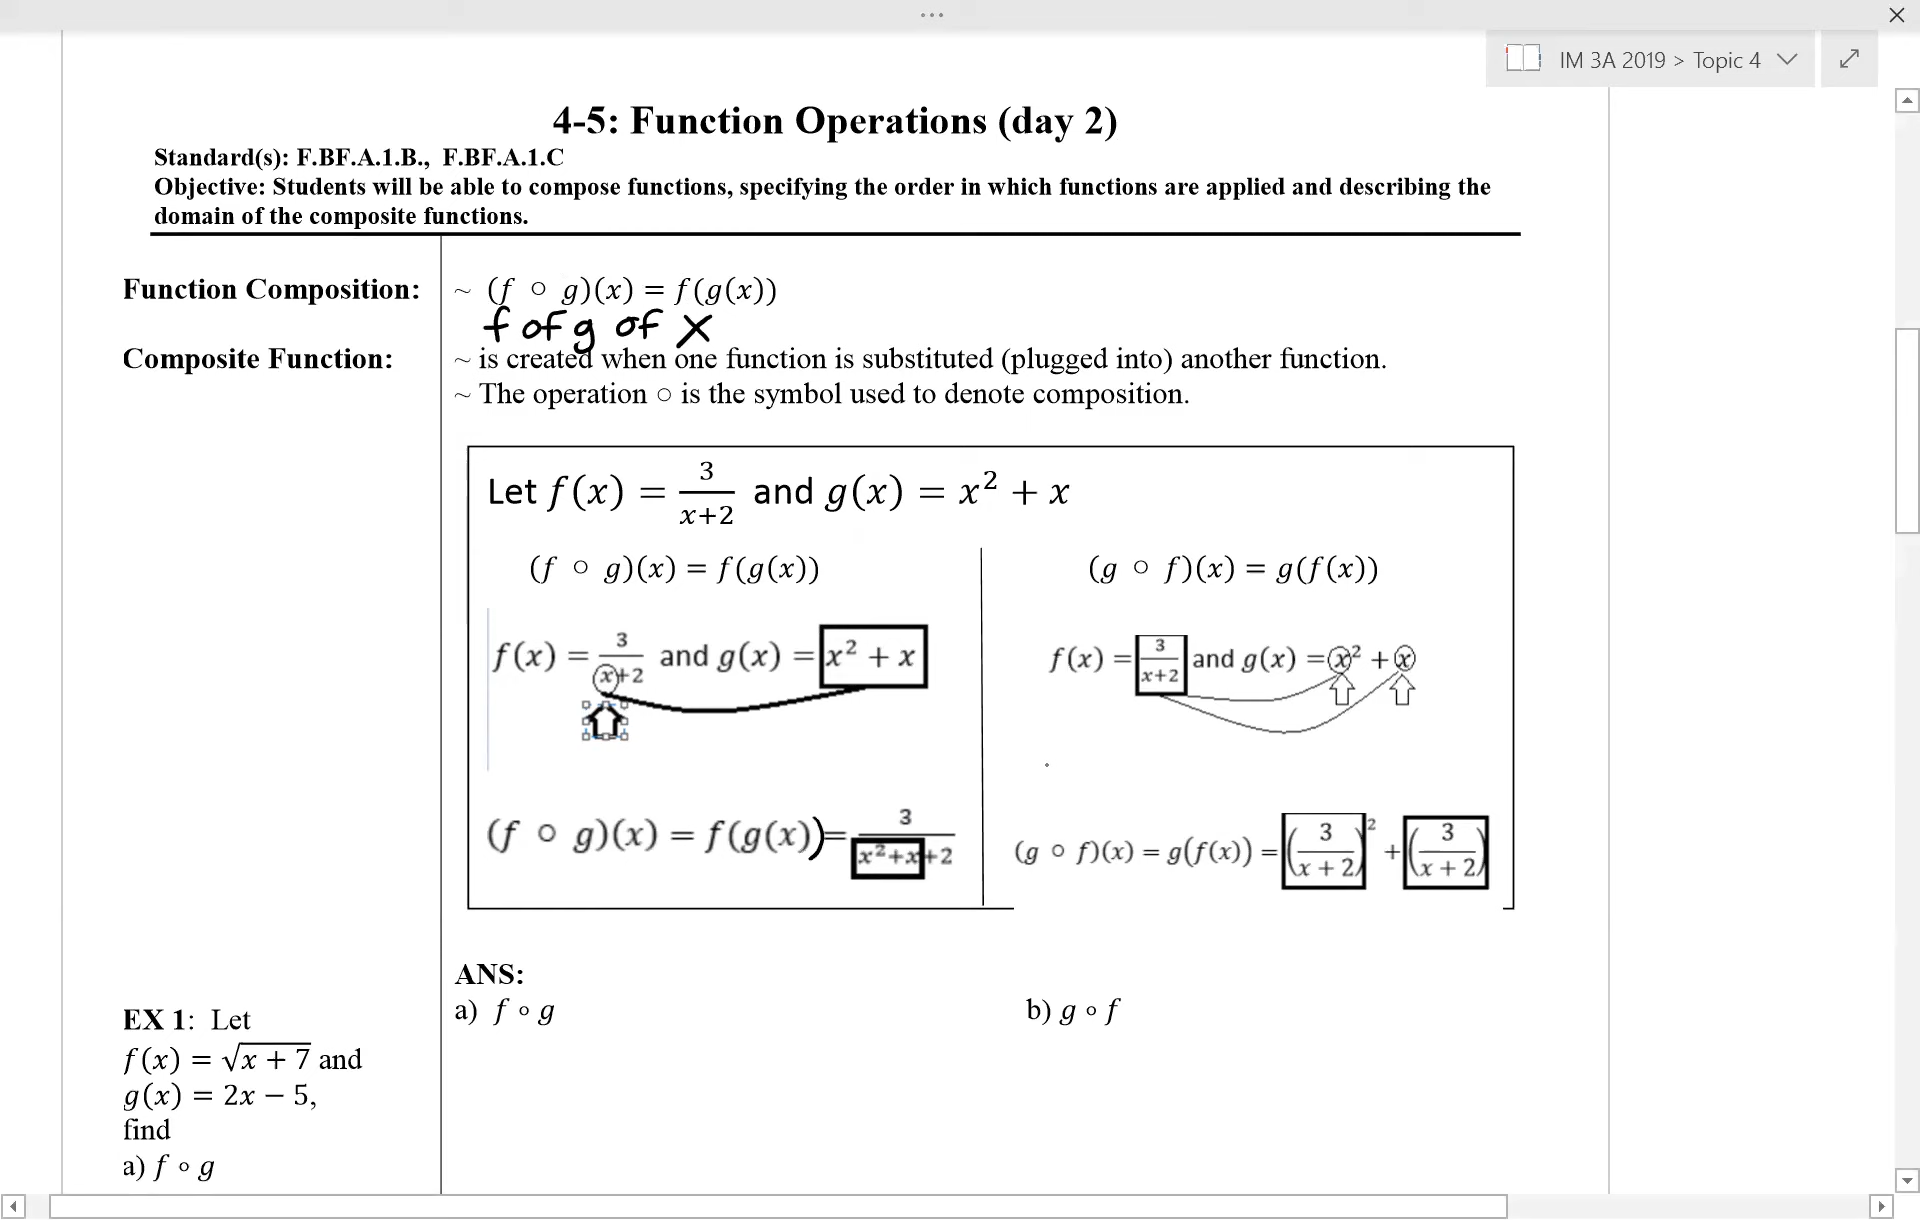 IM 3A 2019 > Topic 4
4-5: Function Operations (day 2)
Standard(s): F.BF.A.1.B., F.BF.A.1.C
Objective: Students will be able to compose functions, specifying the order in which functions are applied and describing the
domain of the composite functions.
Function Composition: ~ (f ∘ g)(x) = f(g(x))
f of g of x
Composite Function: ~ is created when one function is substituted (plugged into) another function.
~ The operation ○ is the symbol used to denote composition.
Let f(x) = 3/(x+2) and g(x) = x² + x
(f ∘ g)(x) = f(g(x))
(g ∘ f)(x) = g(f(x))
f(x) = 3/(x+2) and g(x) = x² + x
f(x) = 3/(x+2) and g(x) = x² + x
(f ∘ g)(x) = f(g(x)) = 3/(x²+x+2)
(g ∘ f)(x) = g(f(x)) = (3/(x + 2))² + (3/(x + 2))
ANS:
a) f ∘ g
b) g ∘ f
EX 1: Let
f(x) = √(x + 7) and
g(x) = 2x − 5,
find
a) f ∘ g